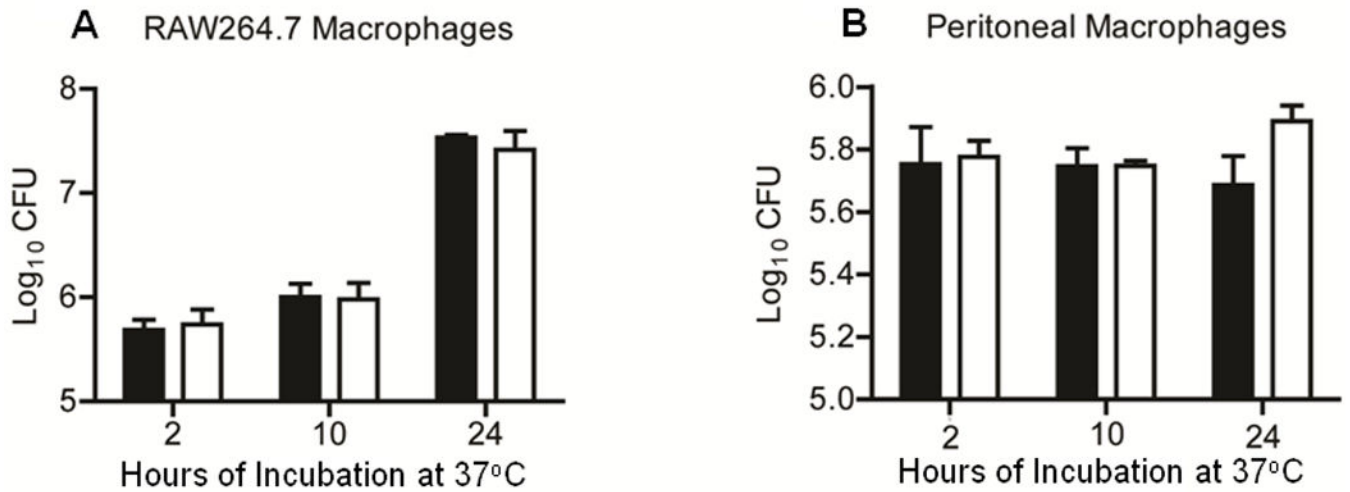 A RAW264.7 Macrophages
8
7
6
5
Log10 CFU
2 10 24
Hours of Incubation at 37oC
B Peritoneal Macrophages
6.0
5.8
5.6
5.4
5.2
5.0
Log10 CFU
2 10 24
Hours of Incubation at 37oC